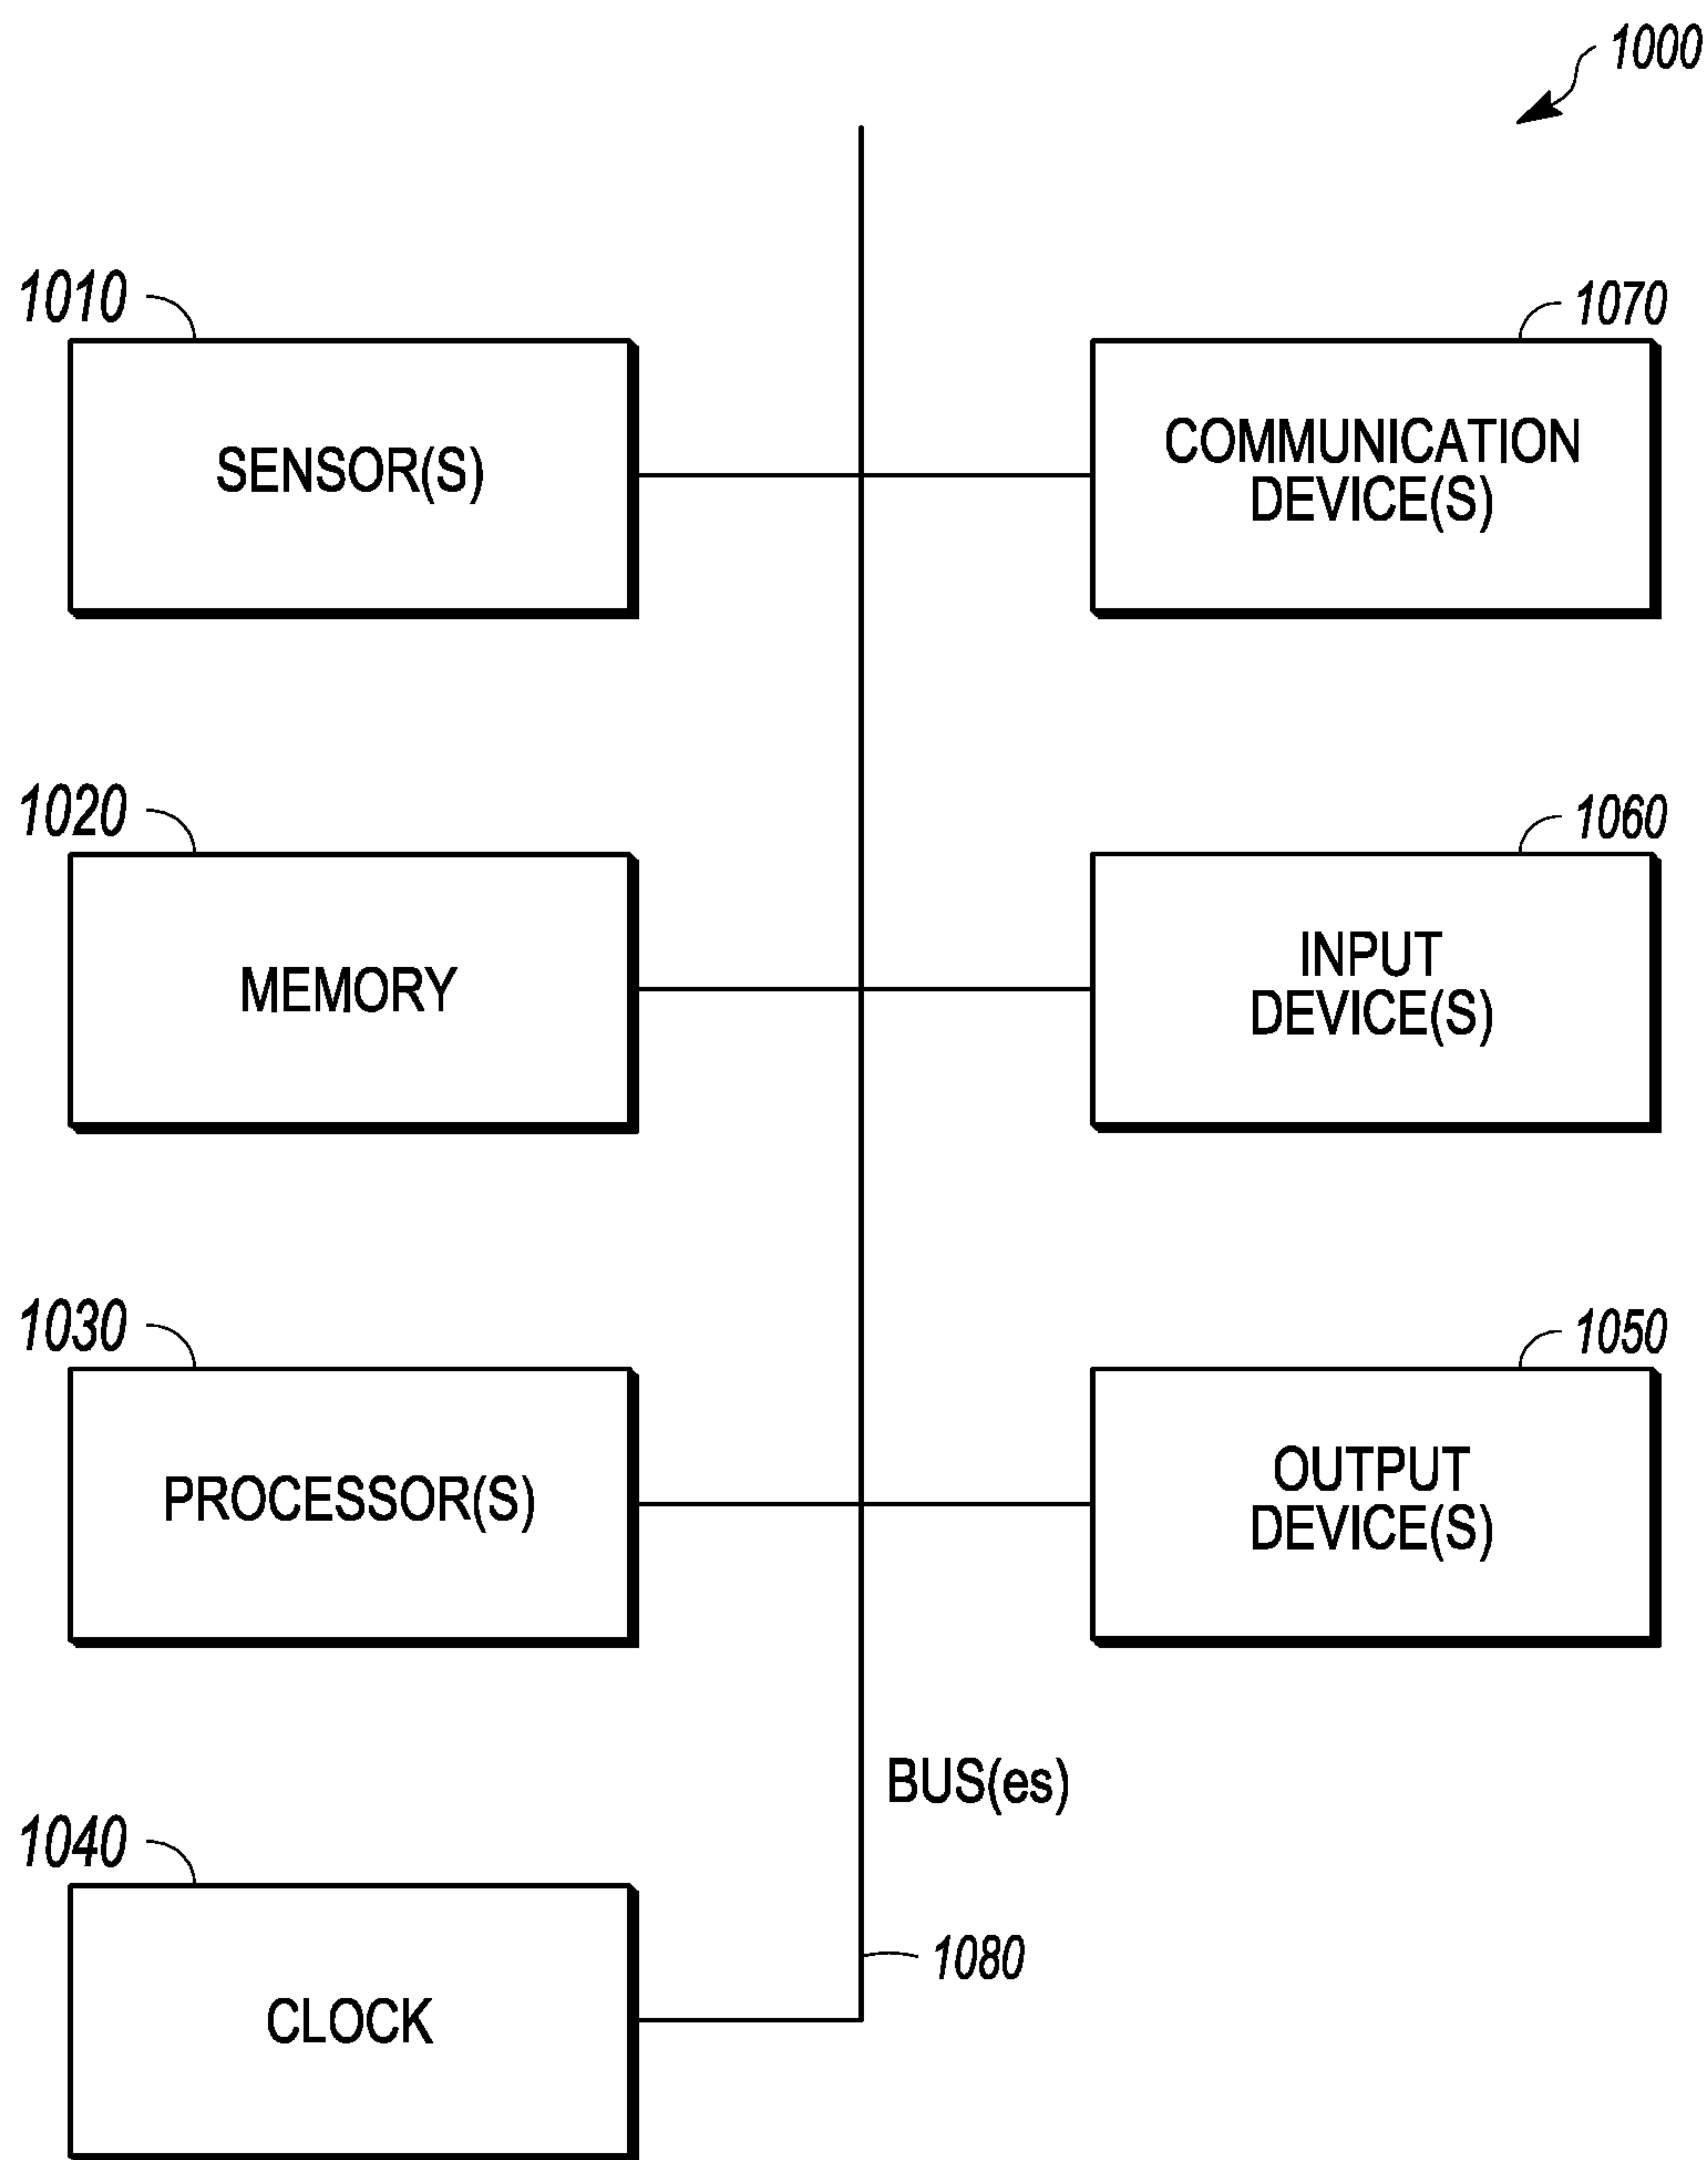 1000
1010
SENSOR(S)
1070
COMMUNICATION
DEVICE(S)
1020
MEMORY
1060
INPUT
DEVICE(S)
1030
PROCESSOR(S)
1050
OUTPUT
DEVICE(S)
BUS(es)
1040
CLOCK
1080